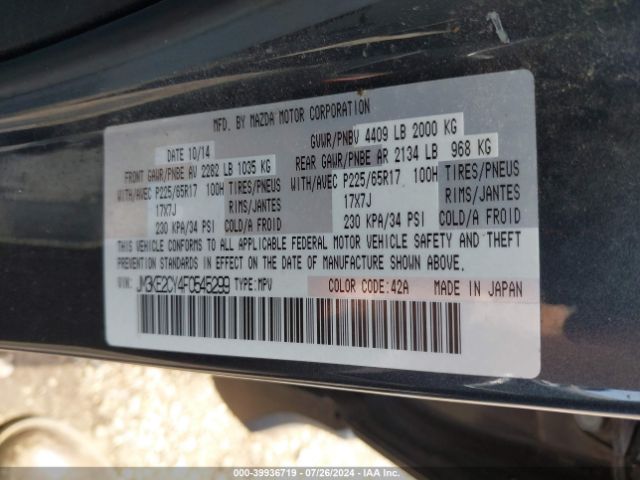 MFD. BY MAZDA MOTOR CORPORATION
DATE 10/14 GVWR/PNBV 4409 LB 2000 KG
FRONT GAWR/PNBE AV 2282 LB 1035 KG REAR GAWR/PNBE AR 2134 LB 968 KG
WITH/AVEC P225/65R17 100H TIRES/PNEUS WITH/AVEC P225/65R17 100H TIRES/PNEUS
17X7J RIMS/JANTES 17X7J RIMS/JANTES
230 KPA/34 PSI COLD/A FROID 230 KPA/34 PSI COLD/A FROID
THIS VEHICLE CONFORMS TO ALL APPLICABLE FEDERAL MOTOR VEHICLE SAFETY AND THEFT
PREVENTION STANDARDS IN EFFECT ON THE DATE OF MANUFACTURE SHOWN ABOVE.
VIN: JM3KE2CY4F0545299 TYPE:MPV COLOR CODE:42A MADE IN JAPAN
230 - 39936719 - 07/26/2024 - IAA Inc.